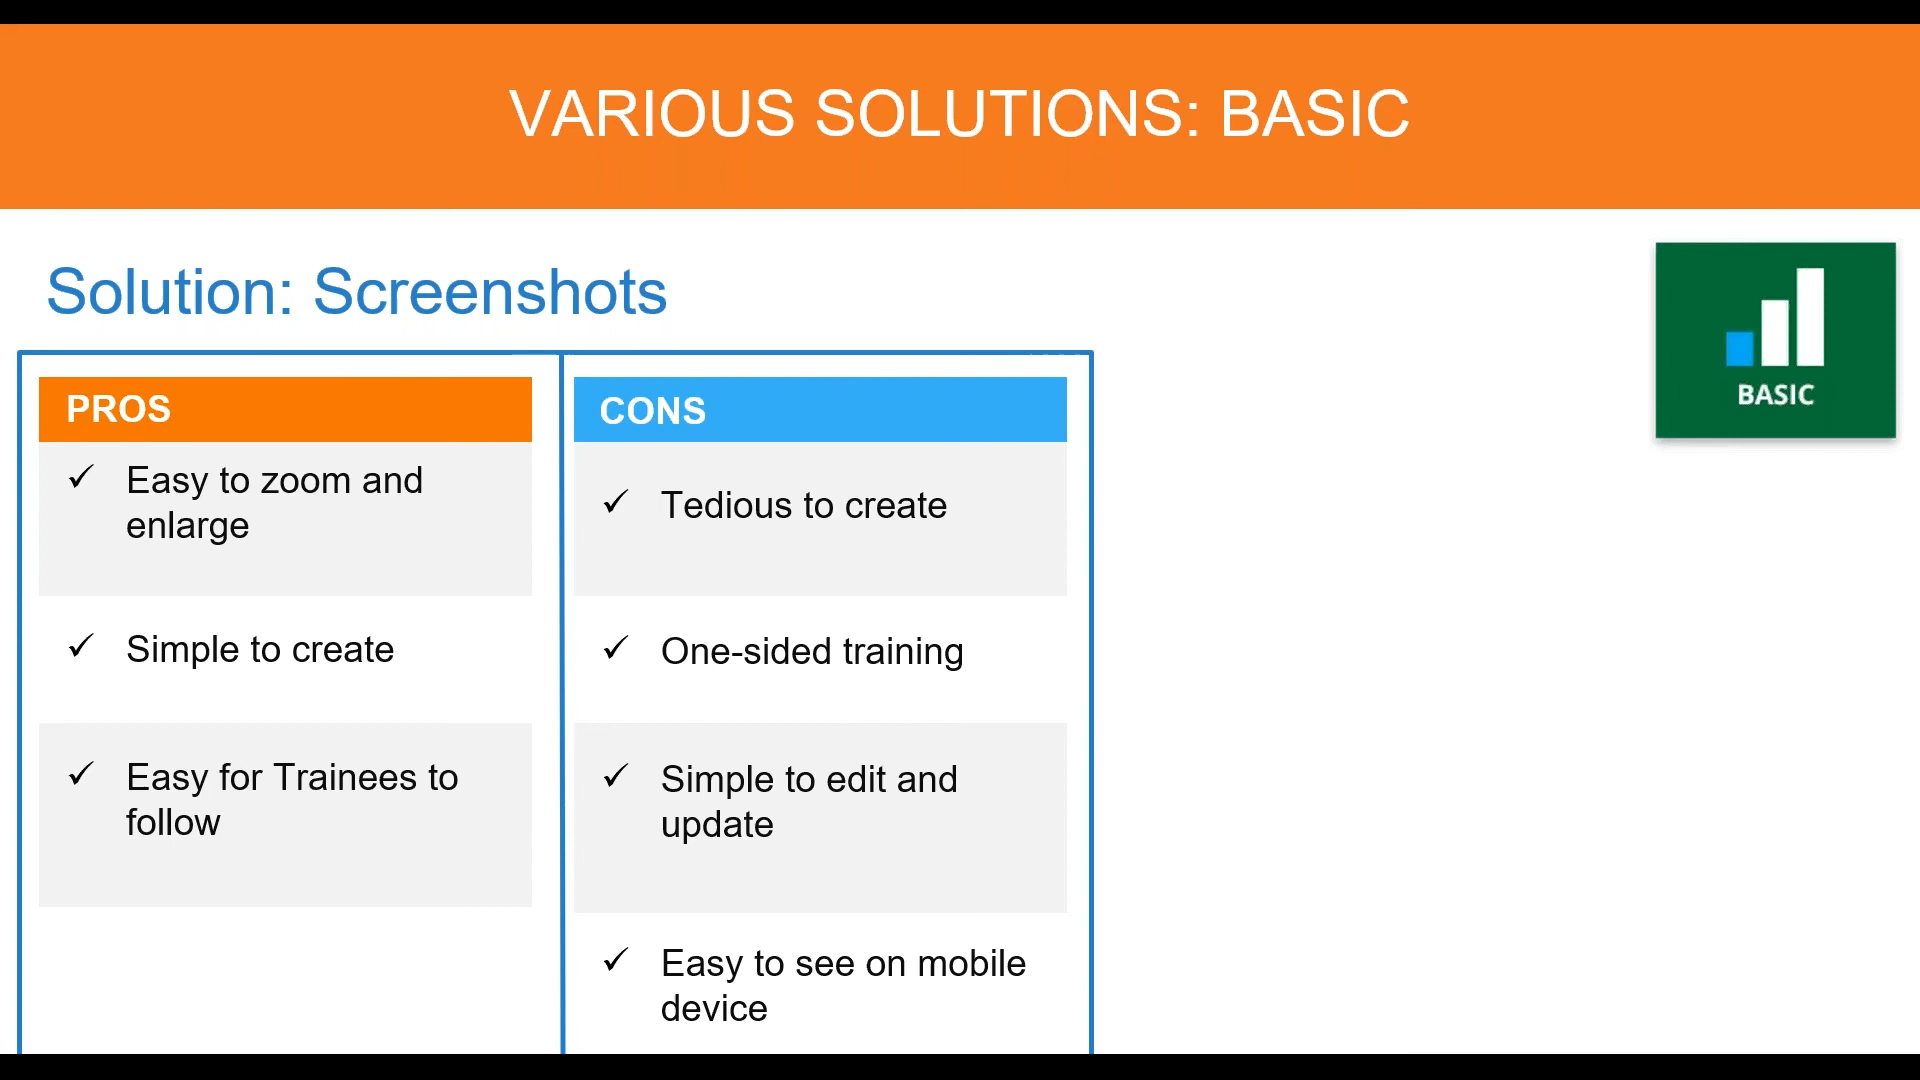 VARIOUS SOLUTIONS: BASIC
Solution: Screenshots
BASIC
PROS
✓ Easy to zoom and
enlarge
✓ Simple to create
✓ Easy for Trainees to
follow
CONS
✓ Tedious to create
✓ One-sided training
✓ Simple to edit and
update
✓ Easy to see on mobile
device